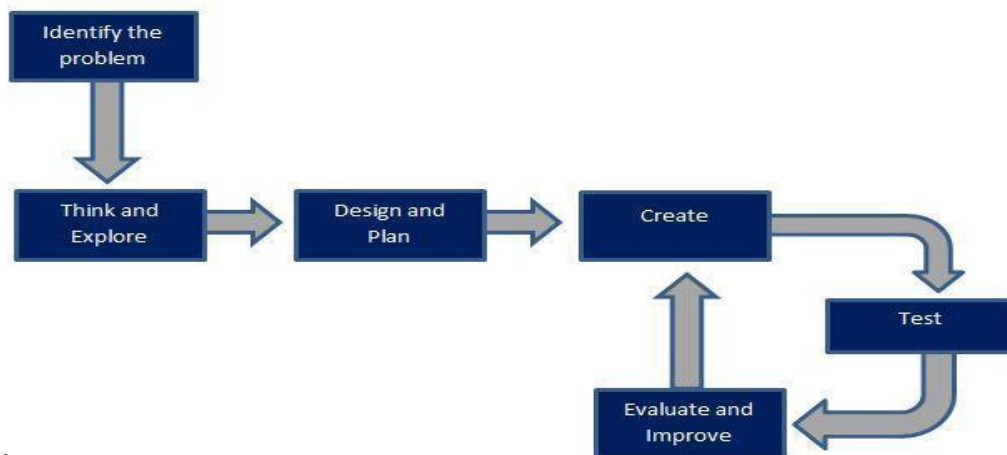 Identify the
problem
Think and
Explore
Design and
Plan
Create
Test
Evaluate and
Improve